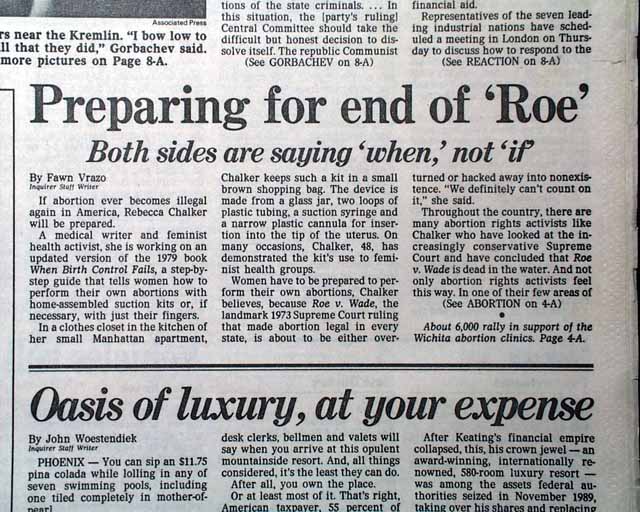 Associated Press
rs near the Kremlin. “I bow low to
ll that they did,” Gorbachev said.
more pictures on Page 8-A.
tions of the state criminals. ... In
this situation, the [party's ruling]
Central Committee should take the
difficult but honest decision to dis-
solve itself. The republic Communist
(See GORBACHEV on 8-A)
financial aid.
Representatives of the seven lead-
ing industrial nations have sched-
uled a meeting in London on Thurs-
day to discuss how to respond to the
(See REACTION on 8-A)
Preparing for end of ‘Roe’
Both sides are saying ‘when,’ not ‘if’
By Fawn Vrazo
Inquirer Staff Writer
If abortion ever becomes illegal
again in America, Rebecca Chalker
will be prepared.
A medical writer and feminist
health activist, she is working on an
updated version of the 1979 book
When Birth Control Fails, a step-by-
step guide that tells women how to
perform their own abortions with
home-assembled suction kits or, if
necessary, with just their fingers.
In a clothes closet in the kitchen of
her small Manhattan apartment,
Chalker keeps such a kit in a small
brown shopping bag. The device is
made from a glass jar, two loops of
plastic tubing, a suction syringe and
a narrow plastic cannula for inser-
tion into the tip of the uterus. On
many occasions, Chalker, 48, has
demonstrated the kit's use to femi-
nist health groups.
Women have to be prepared to per-
form their own abortions, Chalker
believes, because Roe v. Wade, the
landmark 1973 Supreme Court ruling
that made abortion legal in every
state, is about to be either over-
turned or hacked away into nonexis-
tence. “We definitely can't count on
it,” she said.
Throughout the country, there are
many abortion rights activists like
Chalker who have looked at the in-
creasingly conservative Supreme
Court and have concluded that Roe
v. Wade is dead in the water. And not
only abortion rights activists feel
this way. In one of their few areas of
(See ABORTION on 4-A)
•
About 6,000 rally in support of the
Wichita abortion clinics. Page 4-A.
Oasis of luxury, at your expense
By John Woestendiek
Inquirer Staff Writer
PHOENIX — You can sip an $11.75
pina colada while lolling in any of
seven swimming pools, including
one tiled completely in mother-of-
pearl
desk clerks, bellmen and valets will
say when you arrive at this opulent
mountainside resort. And, all things
considered, it's the least they can do.
After all, you own the place.
Or at least most of it. That's right,
American taxpayer, 55 percent of
After Keating's financial empire
collapsed, this, his crown jewel — an
award-winning, internationally re-
nowned, 580-room luxury resort —
was among the assets federal au-
thorities seized in November 1989,
taking over his shares and replacing